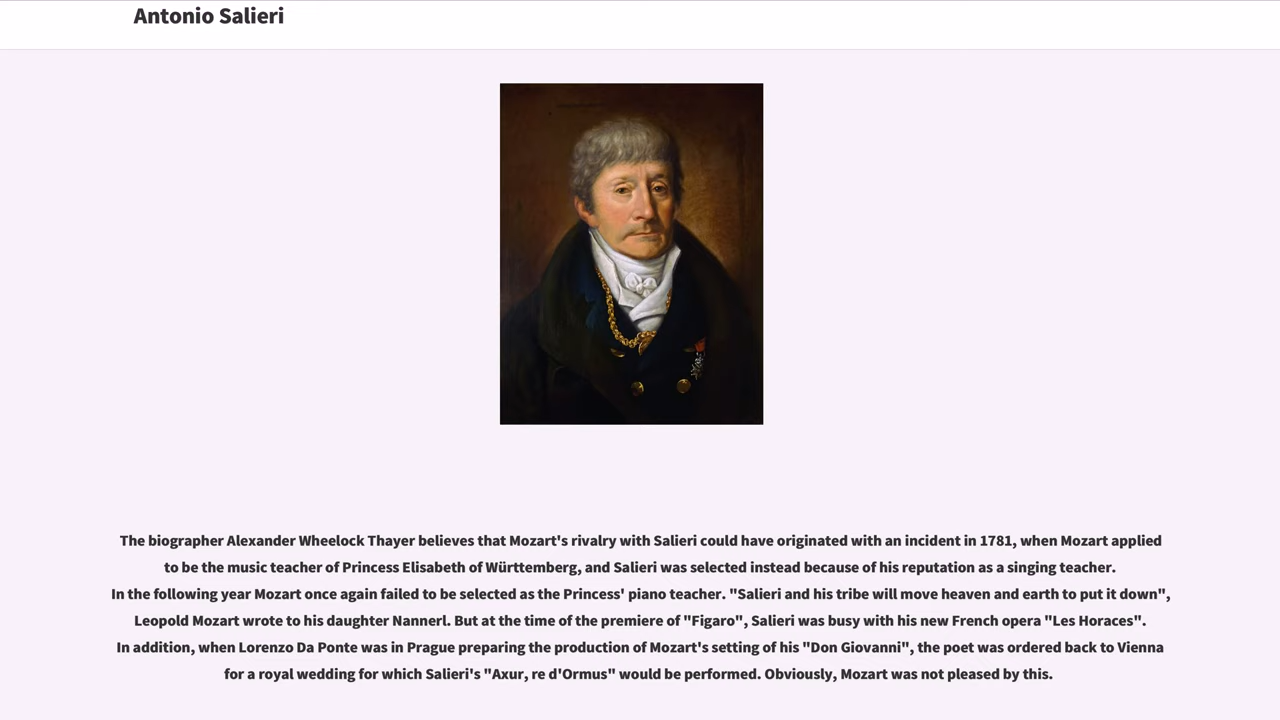 Antonio Salieri
The biographer Alexander Wheelock Thayer believes that Mozart's rivalry with Salieri could have originated with an incident in 1781, when Mozart applied
to be the music teacher of Princess Elisabeth of Württemberg, and Salieri was selected instead because of his reputation as a singing teacher.
In the following year Mozart once again failed to be selected as the Princess' piano teacher. "Salieri and his tribe will move heaven and earth to put it down",
Leopold Mozart wrote to his daughter Nannerl. But at the time of the premiere of "Figaro", Salieri was busy with his new French opera "Les Horaces".
In addition, when Lorenzo Da Ponte was in Prague preparing the production of Mozart's setting of his "Don Giovanni", the poet was ordered back to Vienna
for a royal wedding for which Salieri's "Axur, re d'Ormus" would be performed. Obviously, Mozart was not pleased by this.